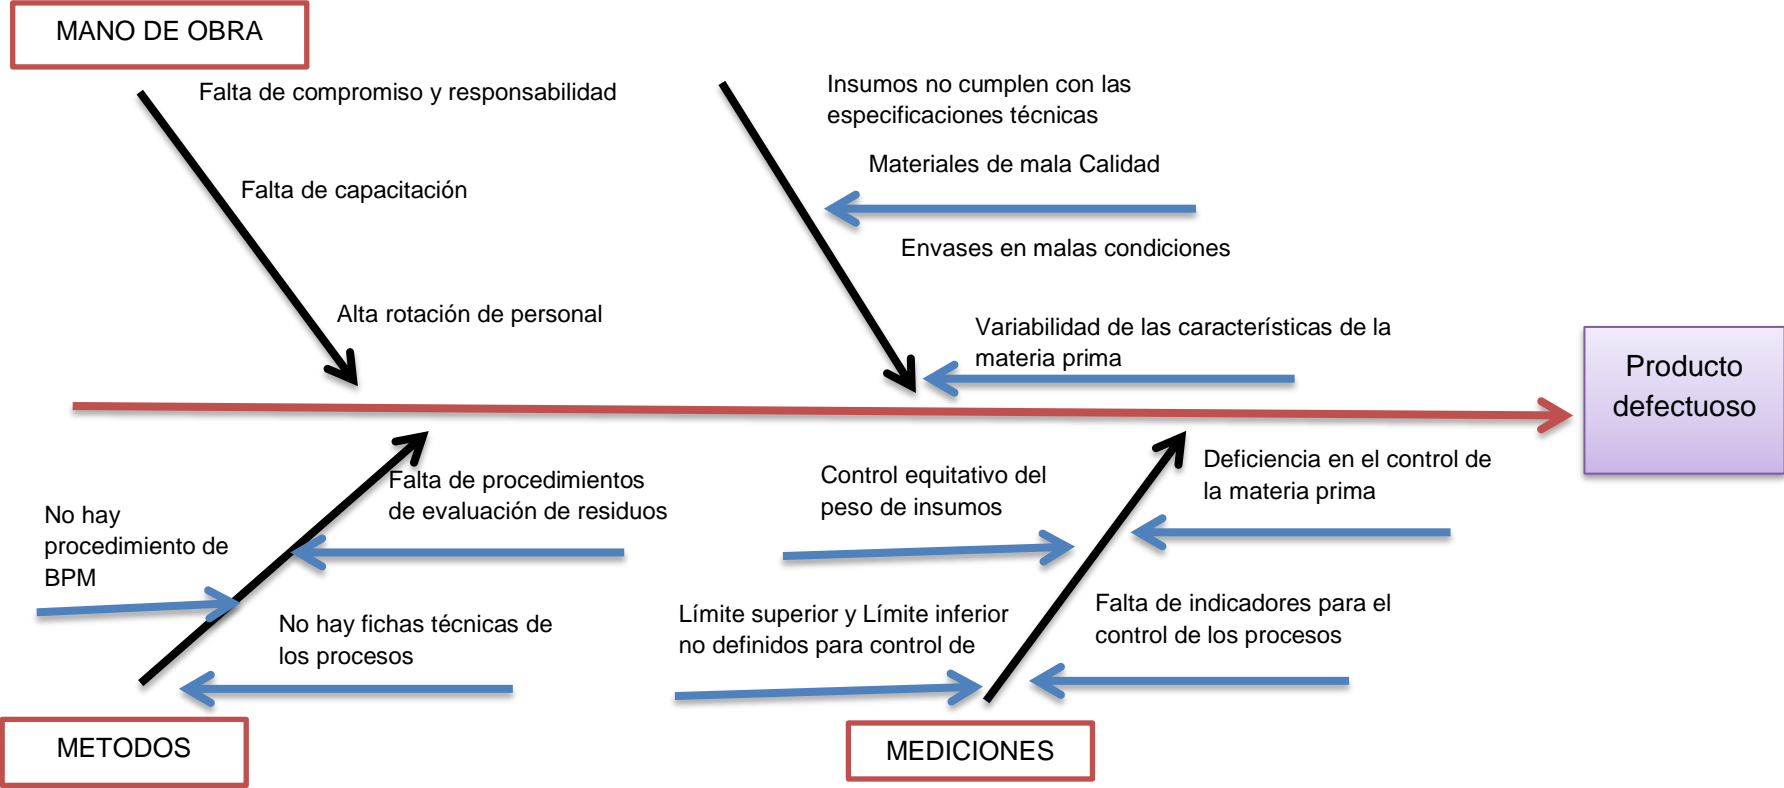 MANO DE OBRA
Falta de compromiso y responsabilidad
Falta de capacitación
Alta rotación de personal
Insumos no cumplen con las
especificaciones técnicas
Materiales de mala Calidad
Envases en malas condiciones
Variabilidad de las características de la
materia prima
Producto
defectuoso
No hay
procedimiento de
BPM
Falta de procedimientos
de evaluación de residuos
No hay fichas técnicas de
los procesos
METODOS
Control equitativo del
peso de insumos
Límite superior y Límite inferior
no definidos para control de
Deficiencia en el control de
la materia prima
Falta de indicadores para el
control de los procesos
MEDICIONES